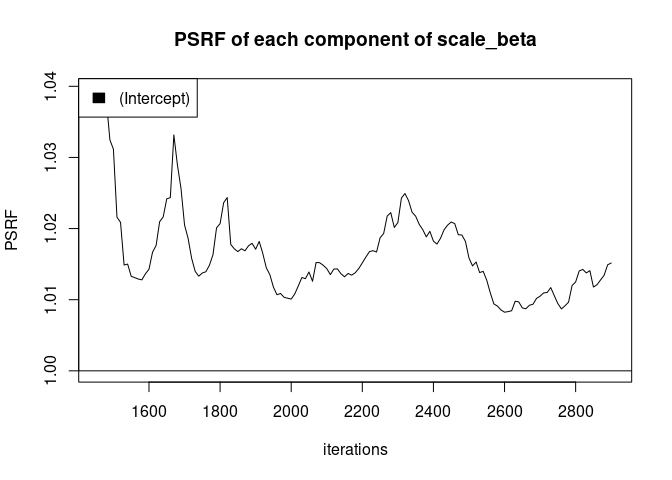 PSRF of each component of scale_beta
(Intercept)
PSRF
1.04
1.03
1.02
1.01
1.00
1600 1800 2000 2200 2400 2600 2800
iterations